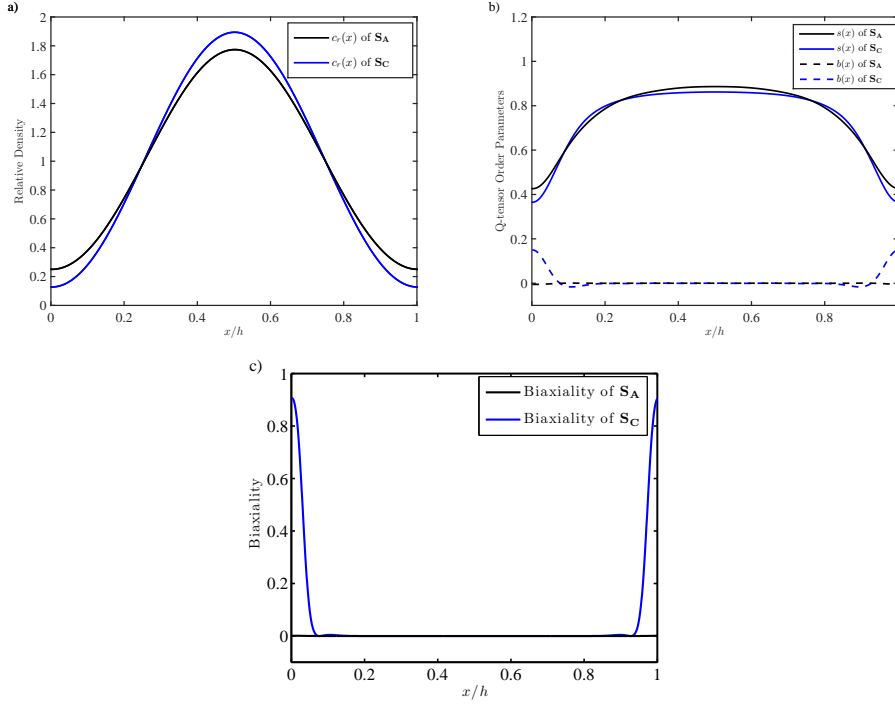 a)
2
1.8
1.6
1.4
1.2
1
0.8
0.6
0.4
0.2
0
Relative Density
0 0.2 0.4 0.6 0.8 1
x/h
c_r(x) of S_A
c_r(x) of S_C
b)
1.2
1
0.8
0.6
0.4
0.2
0
Q-tensor Order Parameters
0 0.2 0.4 0.6 0.8
x/h
s(x) of S_A
s(x) of S_C
b(x) of S_A
b(x) of S_C
c)
1
0.8
0.6
0.4
0.2
0
Biaxiality
0 0.2 0.4 0.6 0.8 1
x/h
Biaxiality of S_A
Biaxiality of S_C